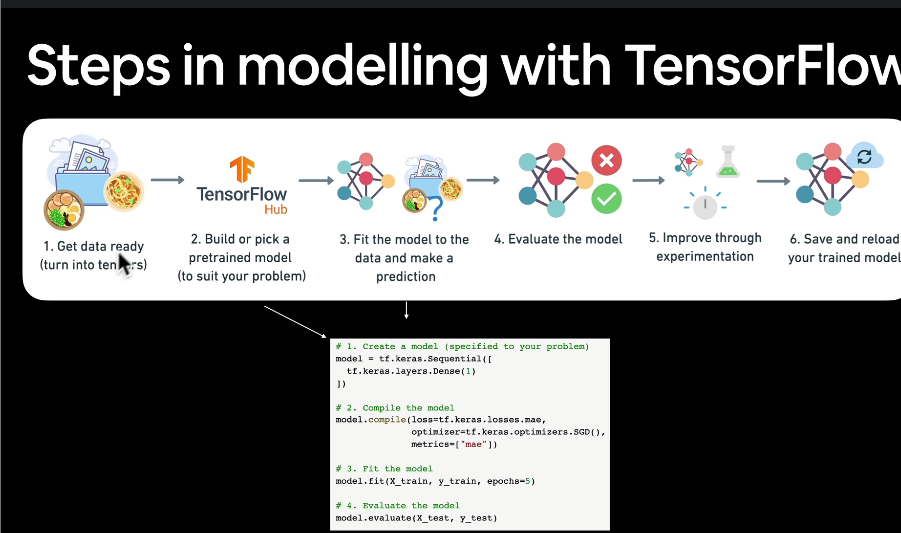 Steps in modelling with TensorFlow
TensorFlow
Hub
1. Get data ready
(turn into tensors)
2. Build or pick a
pretrained model
(to suit your problem)
3. Fit the model to the
data and make a
prediction
4. Evaluate the model
5. Improve through
experimentation
6. Save and reload
your trained model
# 1. Create a model (specified to your problem)
model = tf.keras.Sequential([
  tf.keras.layers.Dense(1)
])
# 2. Compile the model
model.compile(loss=tf.keras.losses.mae,
              optimizer=tf.keras.optimizers.SGD(),
              metrics=["mae"])
# 3. Fit the model
model.fit(X_train, y_train, epochs=5)
# 4. Evaluate the model
model.evaluate(X_test, y_test)